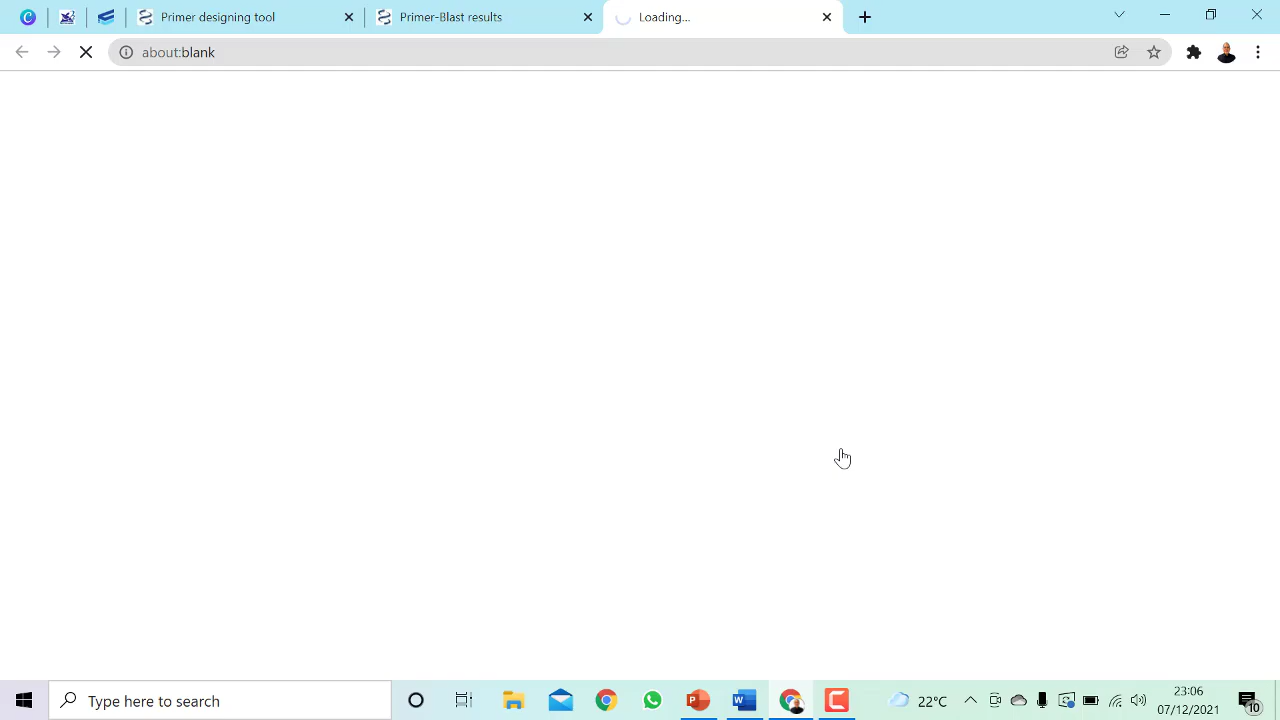 Primer designing tool
Primer-Blast results
Loading...
about:blank
Type here to search
22°C
23:06
07/12/2021
10